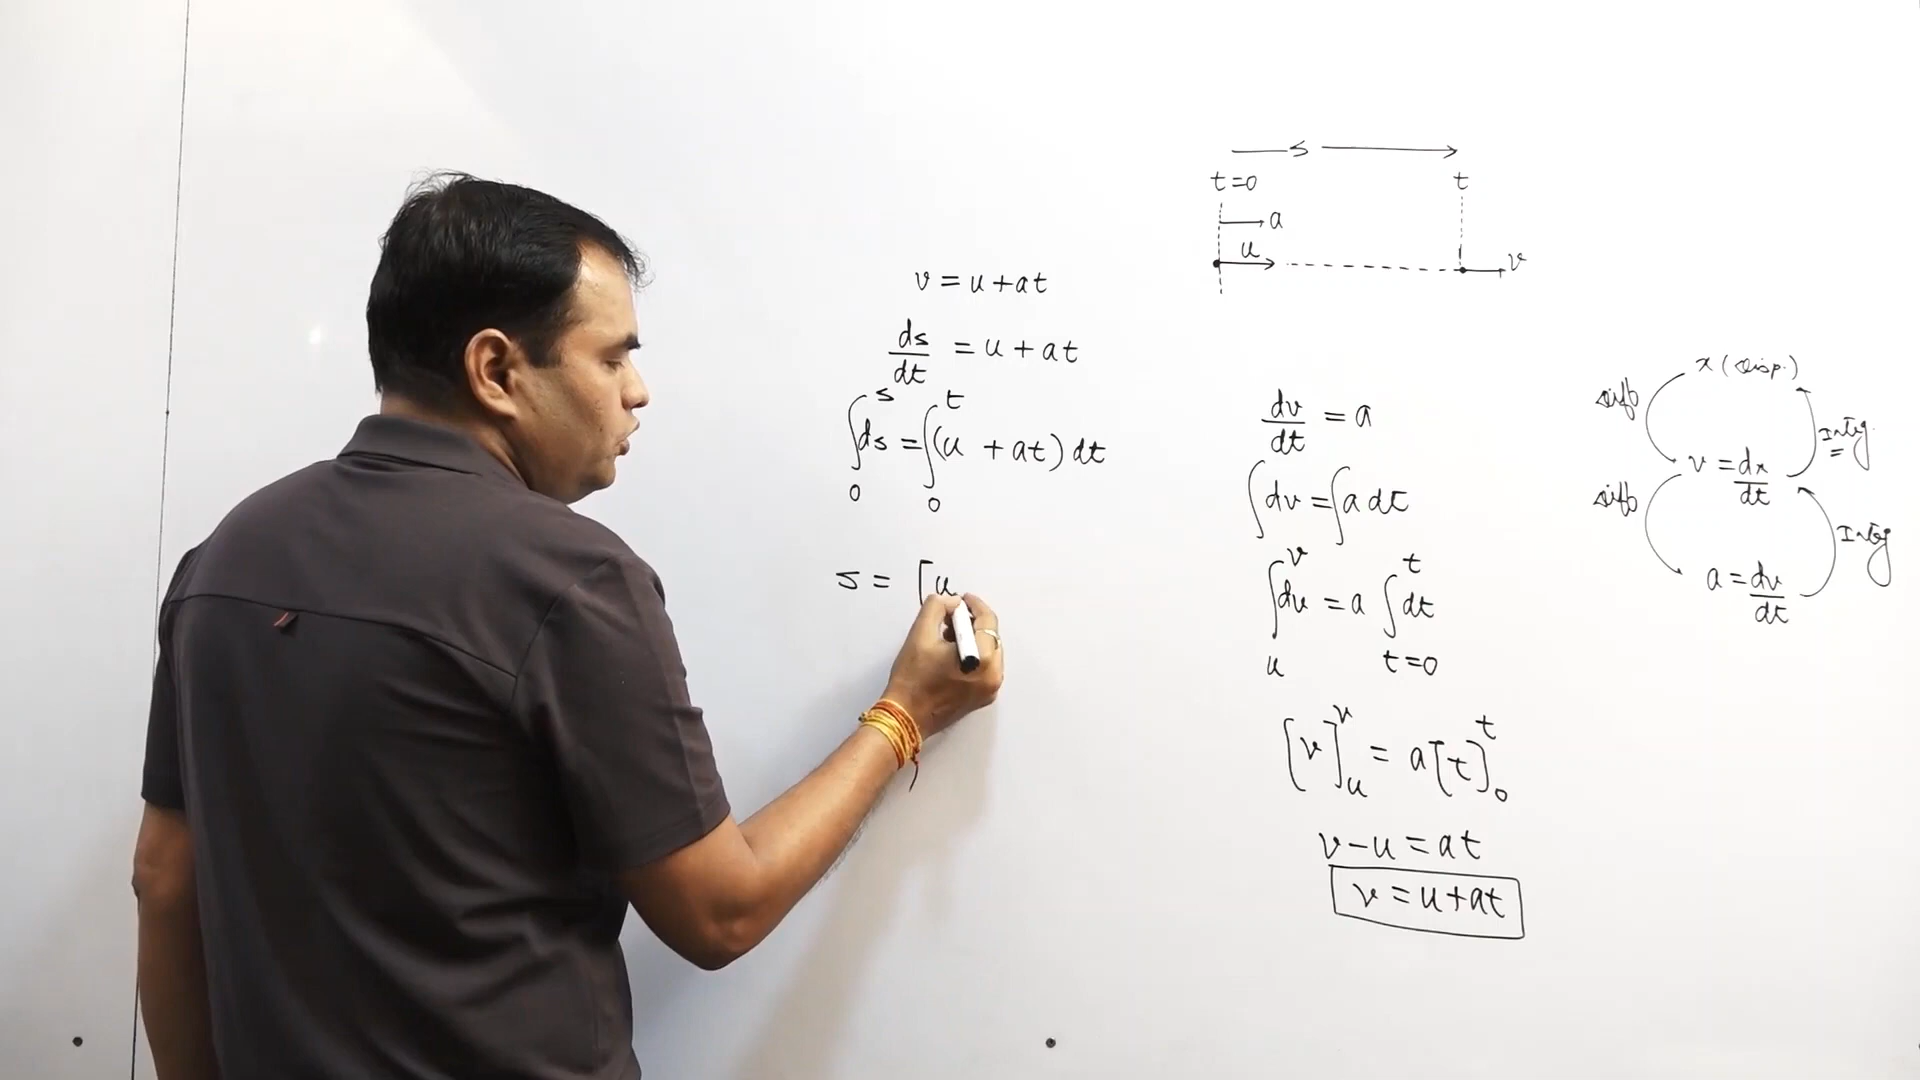 v = u + at
ds/dt = u + at
∫₀ˢ ds = ∫₀ᵗ (u + at) dt
s = [u
s
t=0 t
a
u v
dv/dt = a
∫dv = ∫a dt
∫ᵤᵛ dv = a ∫ₜ₌₀ᵗ dt
[v]ᵤᵛ = a[t]₀ᵗ
v-u = at
v = u+at
x (disp.)
diff Integ
v = dx/dt
diff Integ
a = dv/dt